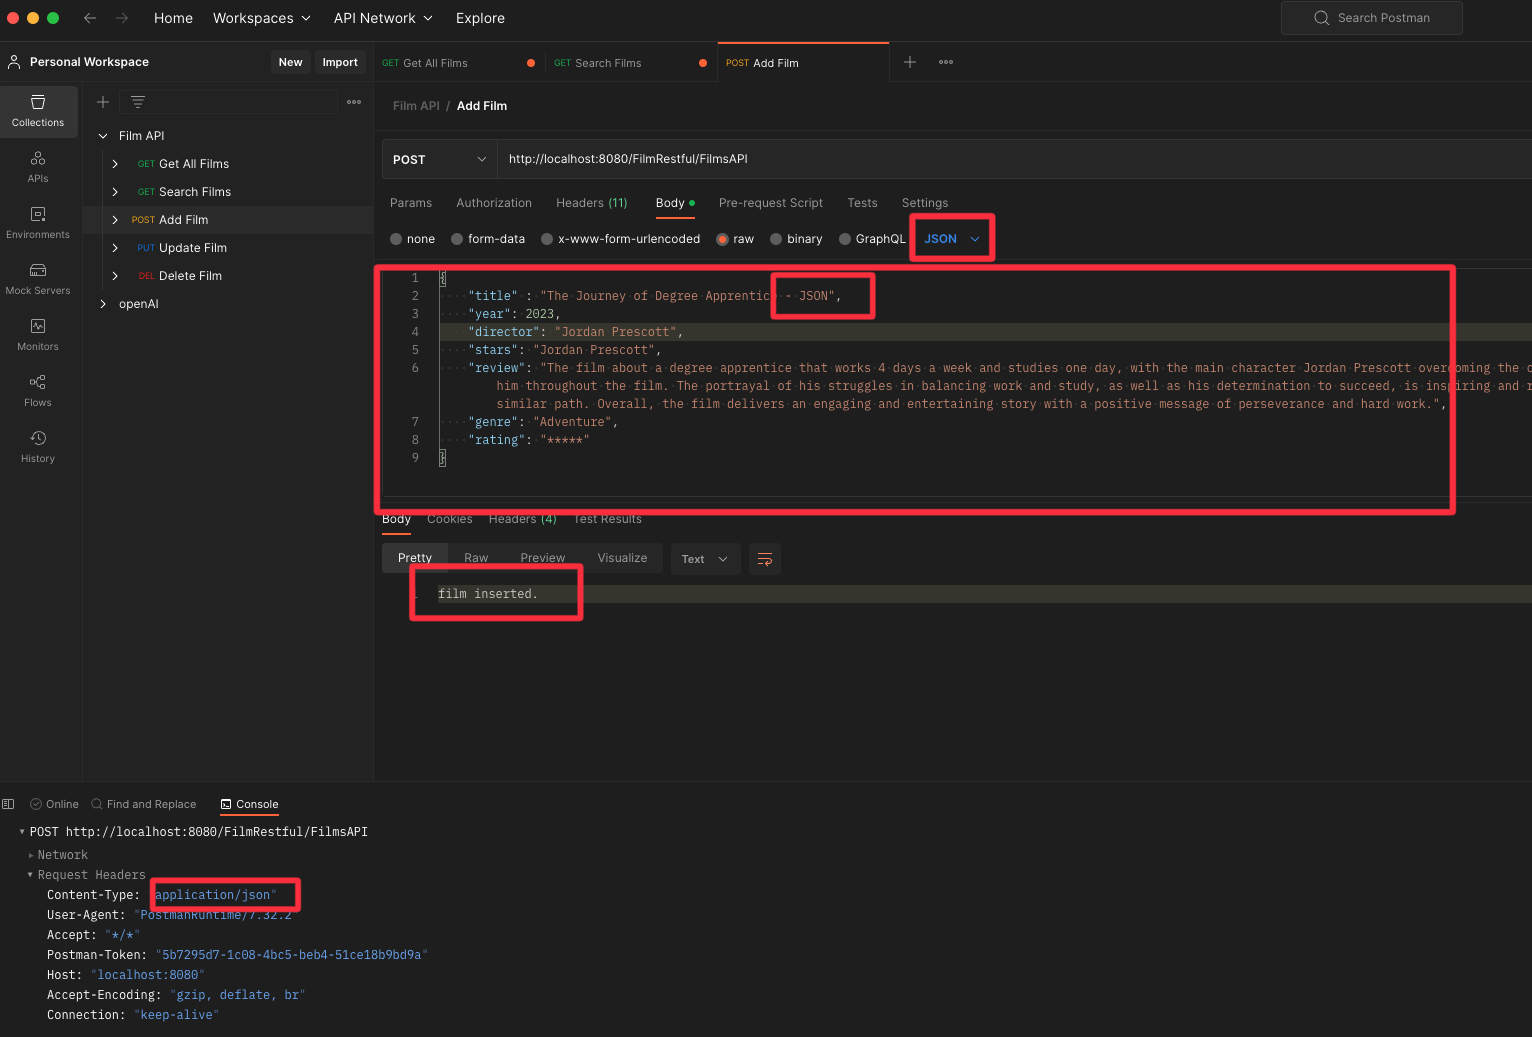 Home Workspaces API Network Explore Search Postman
Personal Workspace New Import GET Get All Films GET Search Films POST Add Film
Collections
APIs
Environments
Mock Servers
Monitors
Flows
History
Film API
GET Get All Films
GET Search Films
POST Add Film
PUT Update Film
DEL Delete Film
openAI
Film API / Add Film
POST http://localhost:8080/FilmRestful/FilmsAPI
Params Authorization Headers (11) Body Pre-request Script Tests Settings
none form-data x-www-form-urlencoded raw binary GraphQL JSON
1 {
2 "title" : "The Journey of Degree Apprentice - JSON",
3 "year": 2023,
4 "director": "Jordan Prescott",
5 "stars": "Jordan Prescott",
6 "review": "The film about a degree apprentice that works 4 days a week and studies one day, with the main character Jordan Prescott overcoming the
him throughout the film. The portrayal of his struggles in balancing work and study, as well as his determination to succeed, is inspiring and
similar path. Overall, the film delivers an engaging and entertaining story with a positive message of perseverance and hard work.",
7 "genre": "Adventure",
8 "rating": "*****"
9 }
Body Cookies Headers (4) Test Results
Pretty Raw Preview Visualize Text
film inserted.
Online Find and Replace Console
POST http://localhost:8080/FilmRestful/FilmsAPI
Network
Request Headers
Content-Type: "application/json"
User-Agent: "PostmanRuntime/7.32.2"
Accept: "*/*"
Postman-Token: "5b7295d7-1c08-4bc5-beb4-51ce18b9bd9a"
Host: "localhost:8080"
Accept-Encoding: "gzip, deflate, br"
Connection: "keep-alive"